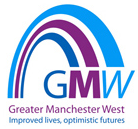 GMW
Greater Manchester West
Improved lives, optimistic futures